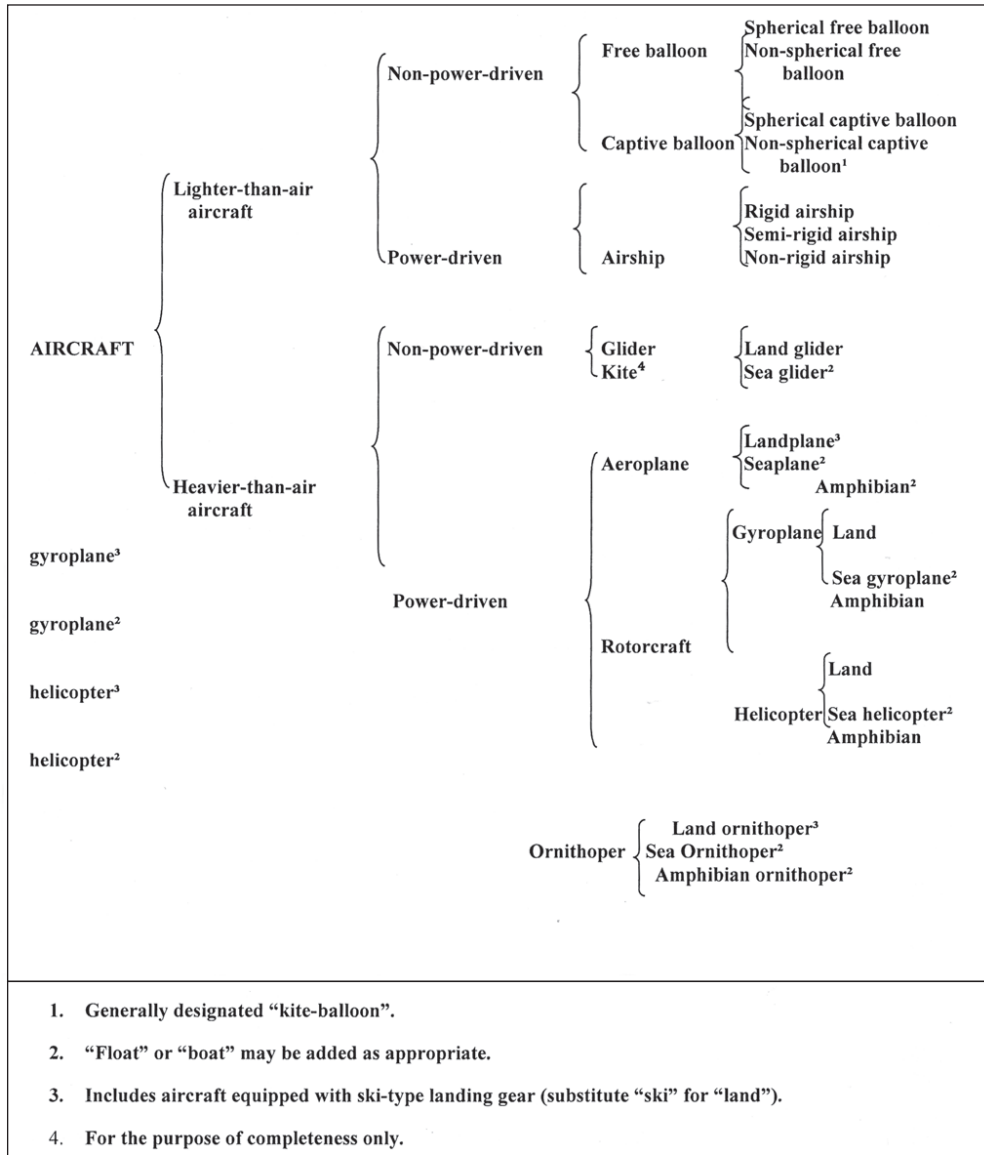 Spherical free balloon
Free balloon Non-spherical free
balloon
Non-power-driven
Spherical captive balloon
Captive balloon Non-spherical captive
balloon¹
Lighter-than-air
aircraft
Rigid airship
Semi-rigid airship
Power-driven Airship Non-rigid airship
AIRCRAFT Non-power-driven Glider Land glider
Kite⁴ Sea glider²
Landplane³
Aeroplane Seaplane²
Amphibian²
Heavier-than-air
aircraft
Gyroplane Land
gyroplane³
Sea gyroplane²
Power-driven Amphibian
gyroplane²
Rotorcraft
Land
helicopter³
Helicopter Sea helicopter²
Amphibian
helicopter²
Land ornithoper³
Ornithoper Sea Ornithoper²
Amphibian ornithoper²
1. Generally designated “kite-balloon”.
2. “Float” or “boat” may be added as appropriate.
3. Includes aircraft equipped with ski-type landing gear (substitute “ski” for “land”).
4. For the purpose of completeness only.